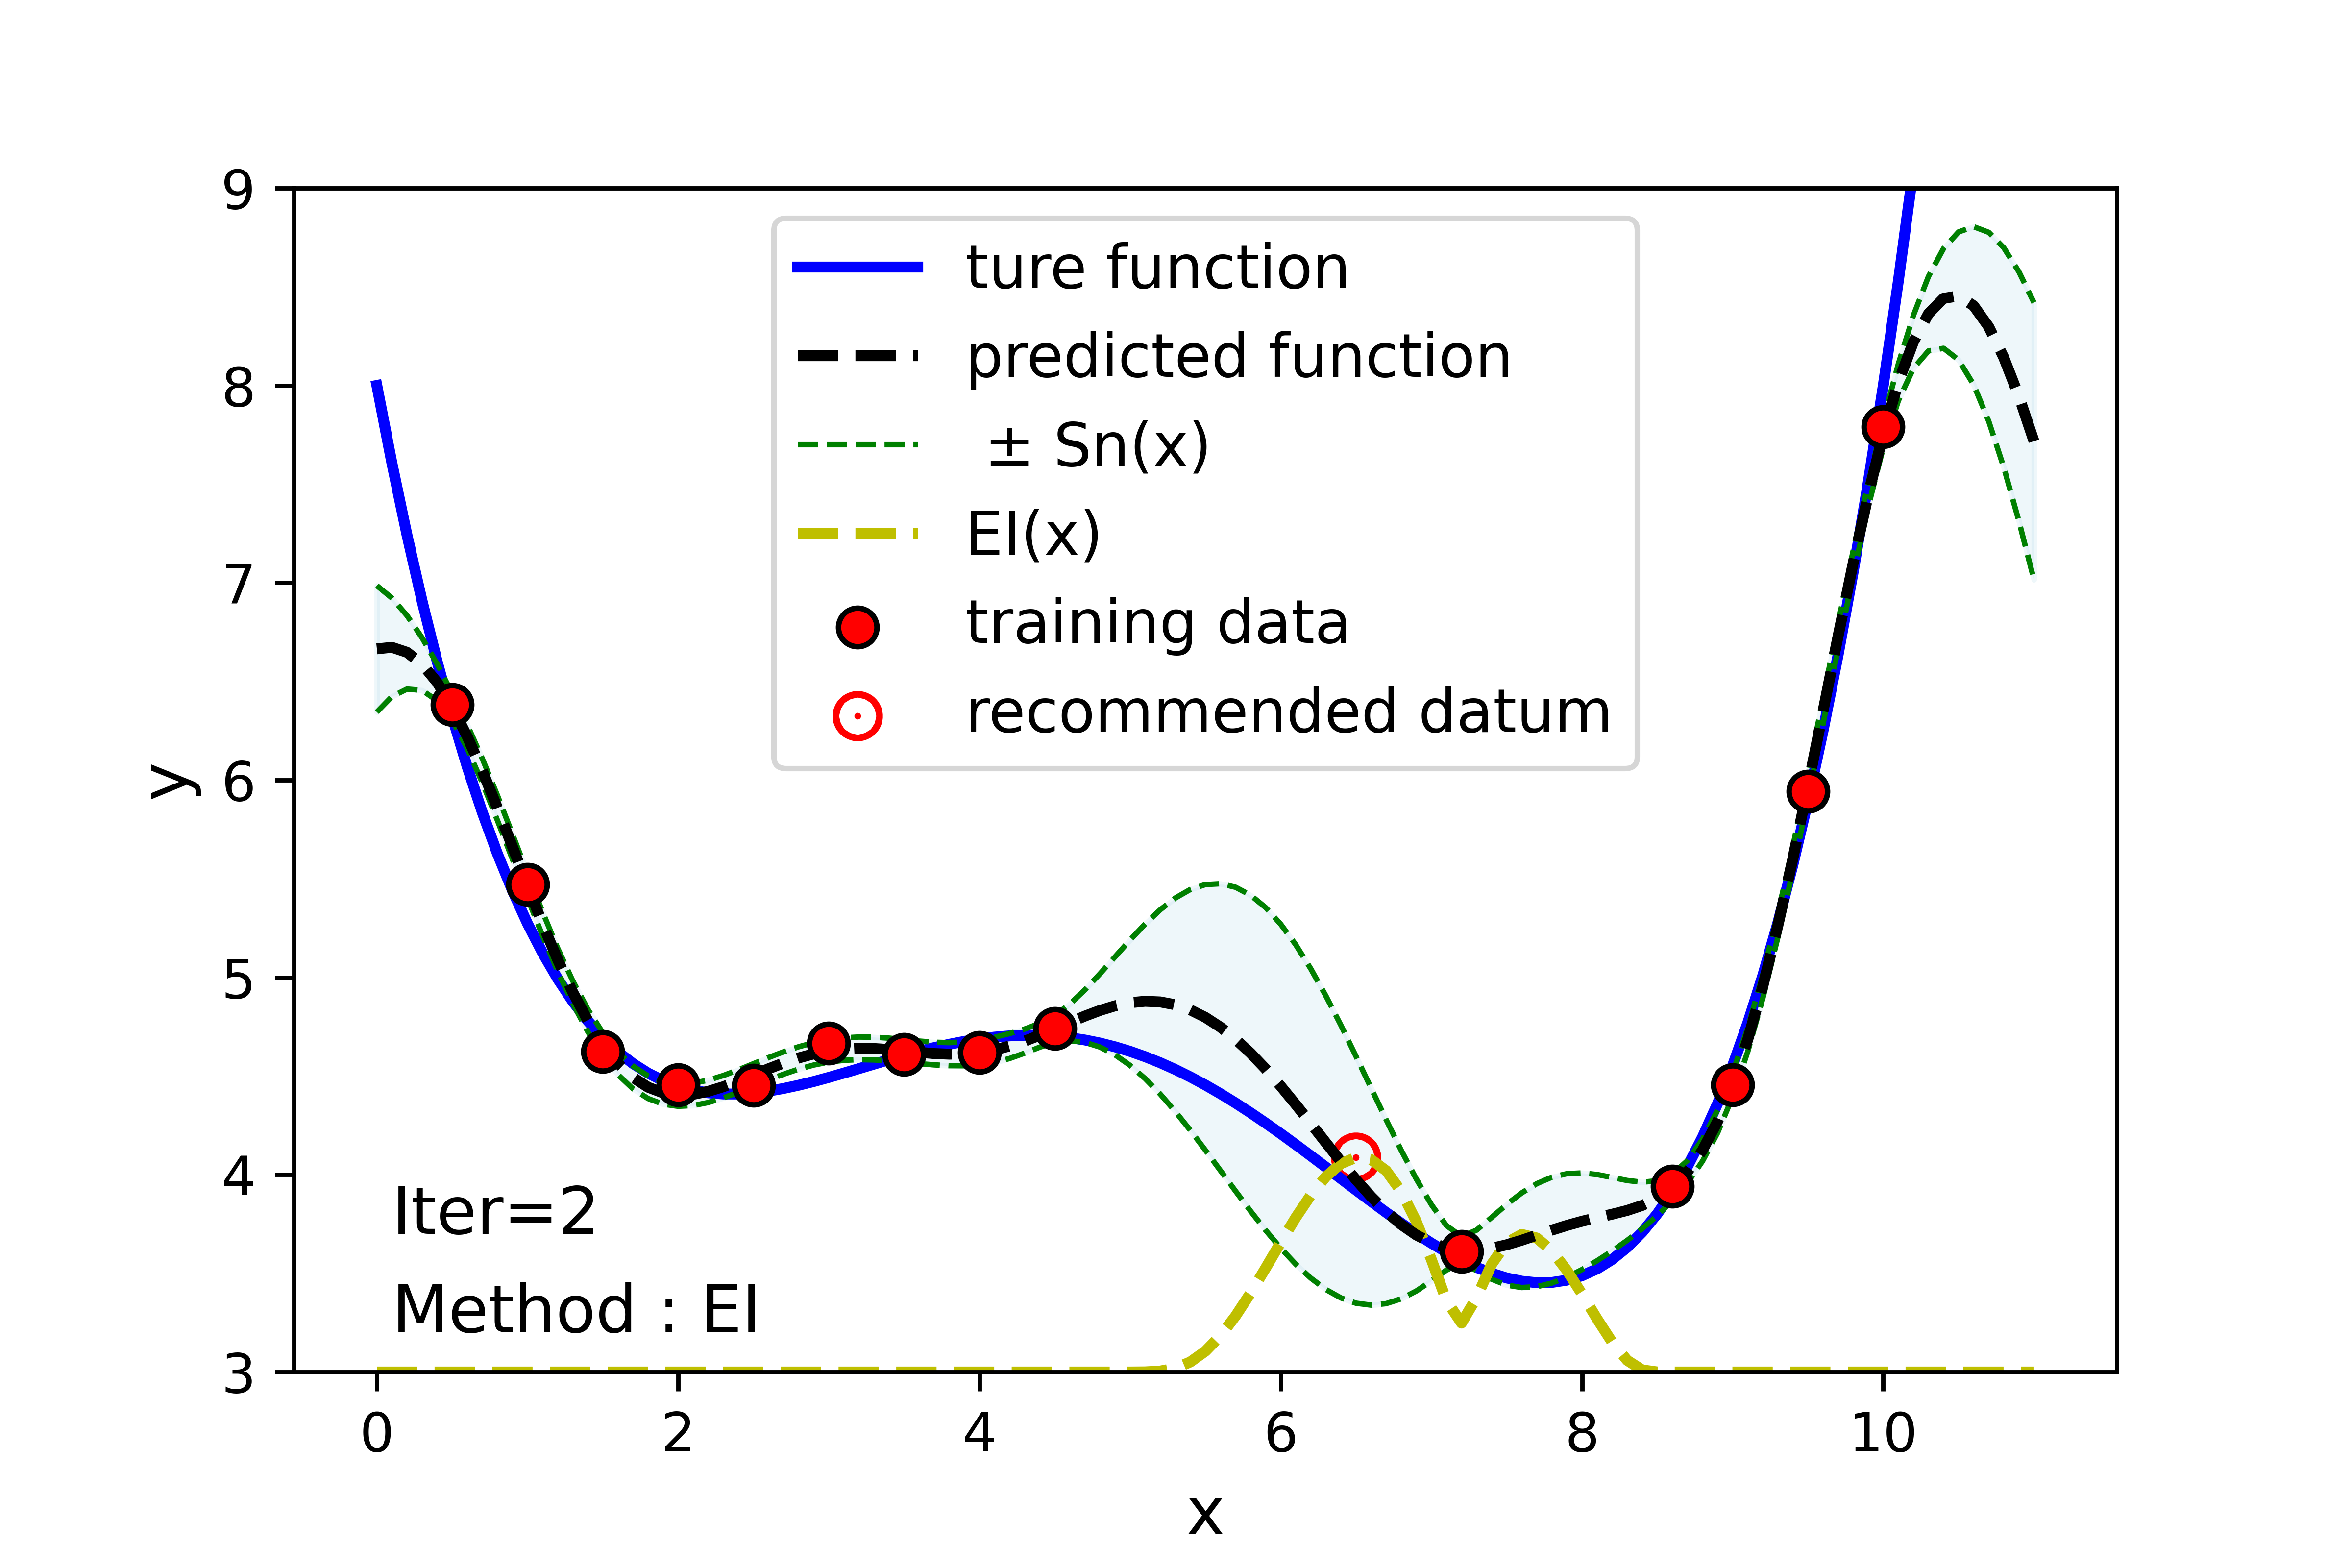 9
8
7
6
5
4
3
y
ture function
predicted function
± Sn(x)
EI(x)
training data
recommended datum
Iter=2
Method : EI
0 2 4 6 8 10
x